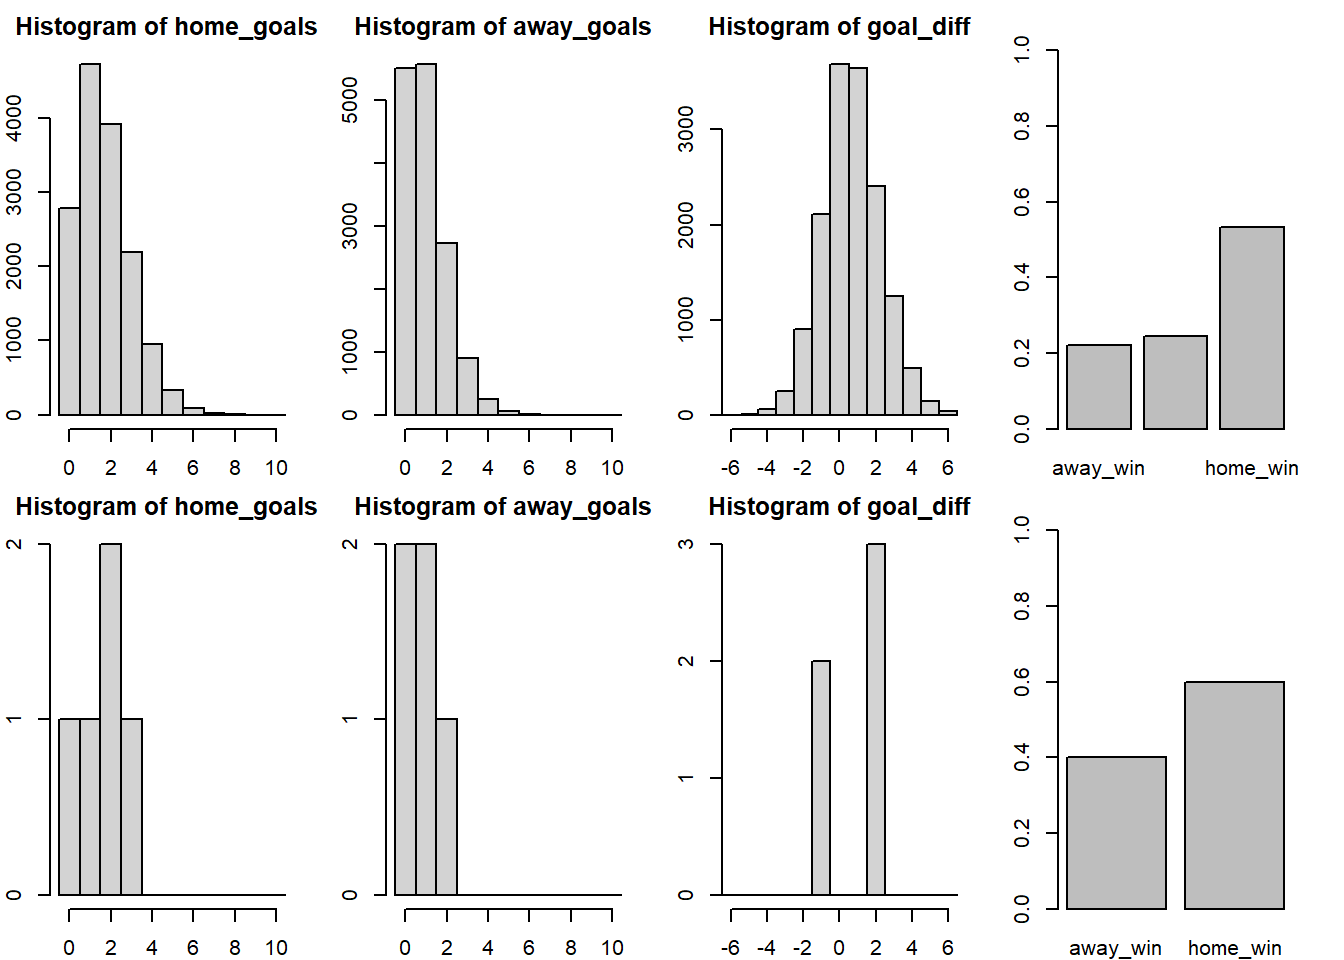 Histogram of home_goals
4000
3000
2000
1000
0
0 2 4 6 8 10
Histogram of away_goals
5000
3000
1000
0
0 2 4 6 8 10
Histogram of goal_diff
3000
2000
1000
0
-6 -4 -2 0 2 4 6
1.0
0.8
0.6
0.4
0.2
0.0
away_win home_win
Histogram of home_goals
2
1
0
0 2 4 6 8 10
Histogram of away_goals
2
1
0
0 2 4 6 8 10
Histogram of goal_diff
3
2
1
0
-6 -4 -2 0 2 4 6
1.0
0.8
0.6
0.4
0.2
0.0
away_win home_win